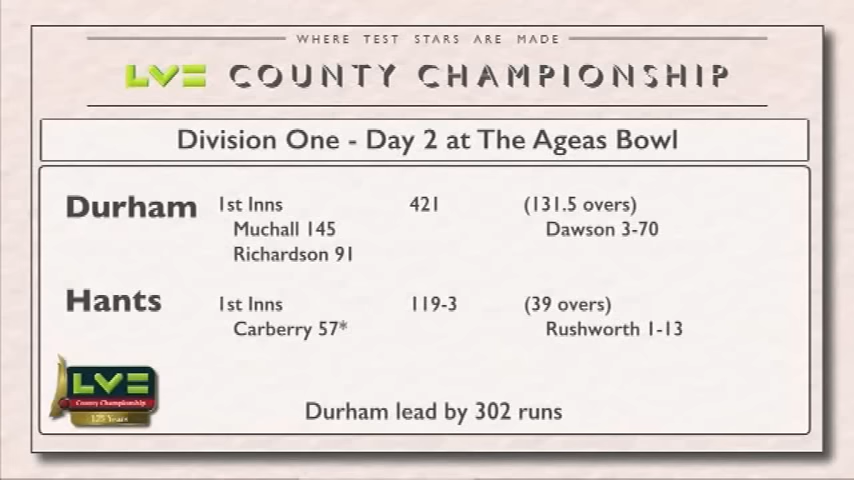 WHERE TEST STARS ARE MADE
LVE COUNTY CHAMPIONSHIP
Division One - Day 2 at The Ageas Bowl
Durham 1st Inns 421 (131.5 overs)
Muchall 145 Dawson 3-70
Richardson 91
Hants 1st Inns 119-3 (39 overs)
Carberry 57* Rushworth 1-13
LVE
County Championship
125 Years
Durham lead by 302 runs